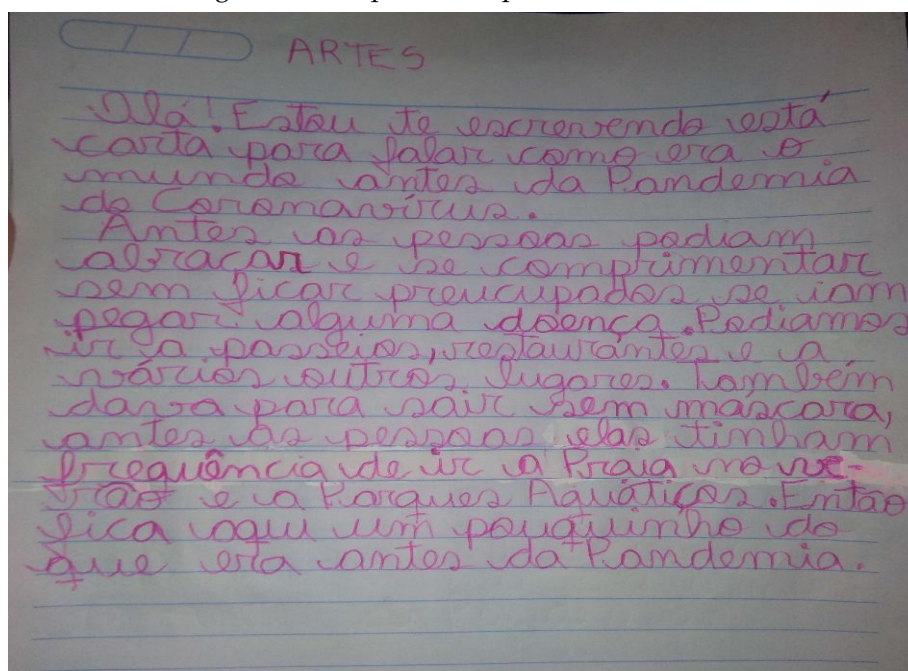 ARTES
Olá! Estou te escrevendo está
carta para falar como era o
mundo antes da Pandemia
do Coronavírus.
Antes as pessoas podiam
abraçar e se comprimentar
sem ficar preucupados se iam
pegar alguma doença. Podiamos
ir a passeios, restaurantes e a
vários outros lugares. Também
dava para sair sem máscara,
antes as pessoas elas tinham
frequência de ir a Praia no ve-
rão e a Parques Aquáticos. Então
fica aqui um pouquinho do
que era antes da Pandemia.